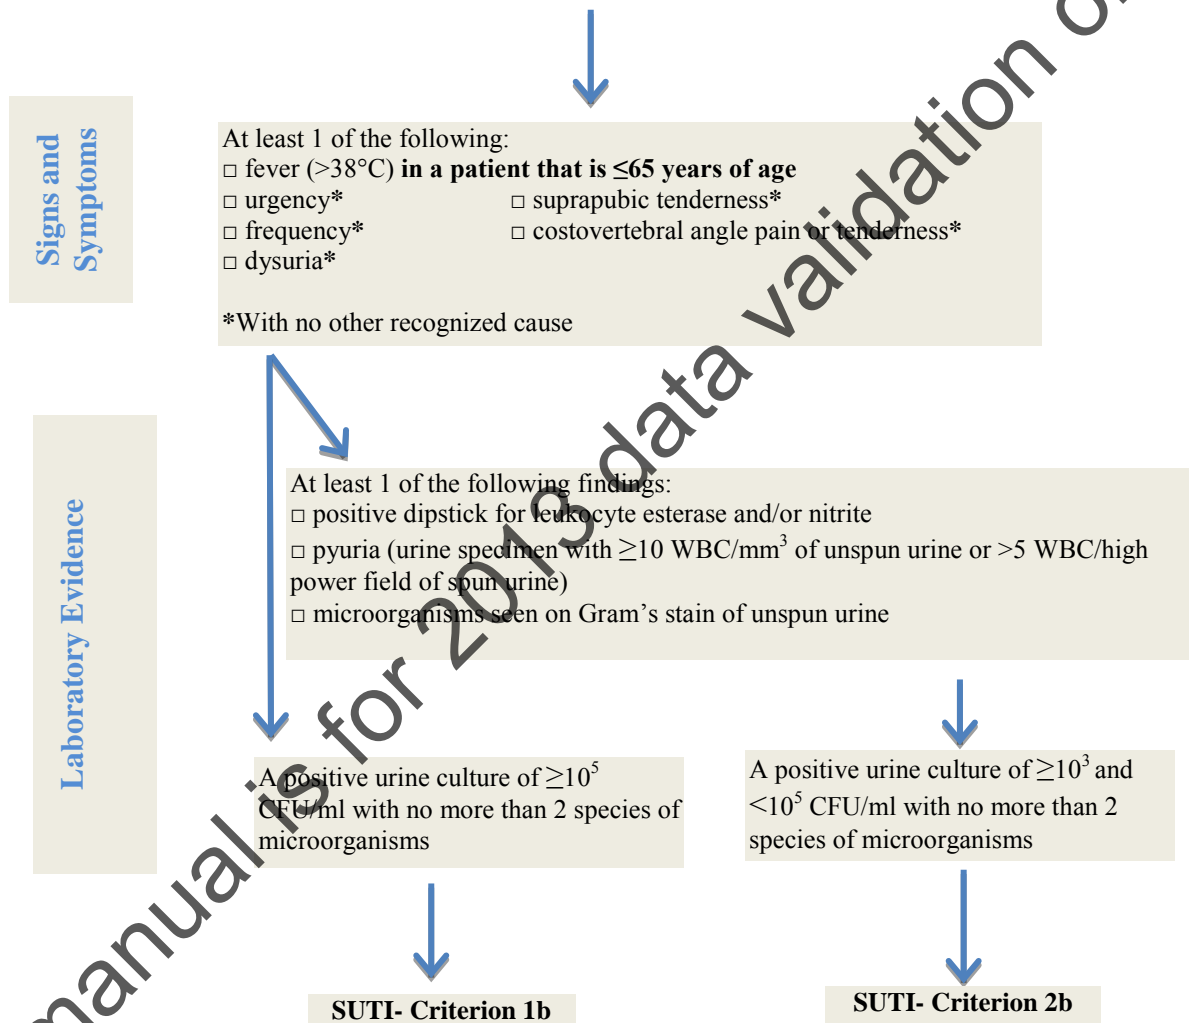 Signs and
Symptoms
At least 1 of the following:
□ fever (>38°C) in a patient that is ≤65 years of age
□ urgency* □ suprapubic tenderness*
□ frequency* □ costovertebral angle pain or tenderness*
□ dysuria*
*With no other recognized cause
Laboratory Evidence
At least 1 of the following findings:
□ positive dipstick for leukocyte esterase and/or nitrite
□ pyuria (urine specimen with ≥10 WBC/mm³ of unspun urine or >5 WBC/high
power field of spun urine)
□ microorganisms seen on Gram’s stain of unspun urine
A positive urine culture of ≥10⁵
CFU/ml with no more than 2 species of
microorganisms
A positive urine culture of ≥10³ and
<10⁵ CFU/ml with no more than 2
species of microorganisms
SUTI- Criterion 1b
SUTI- Criterion 2b
manual is for 2013 data validation